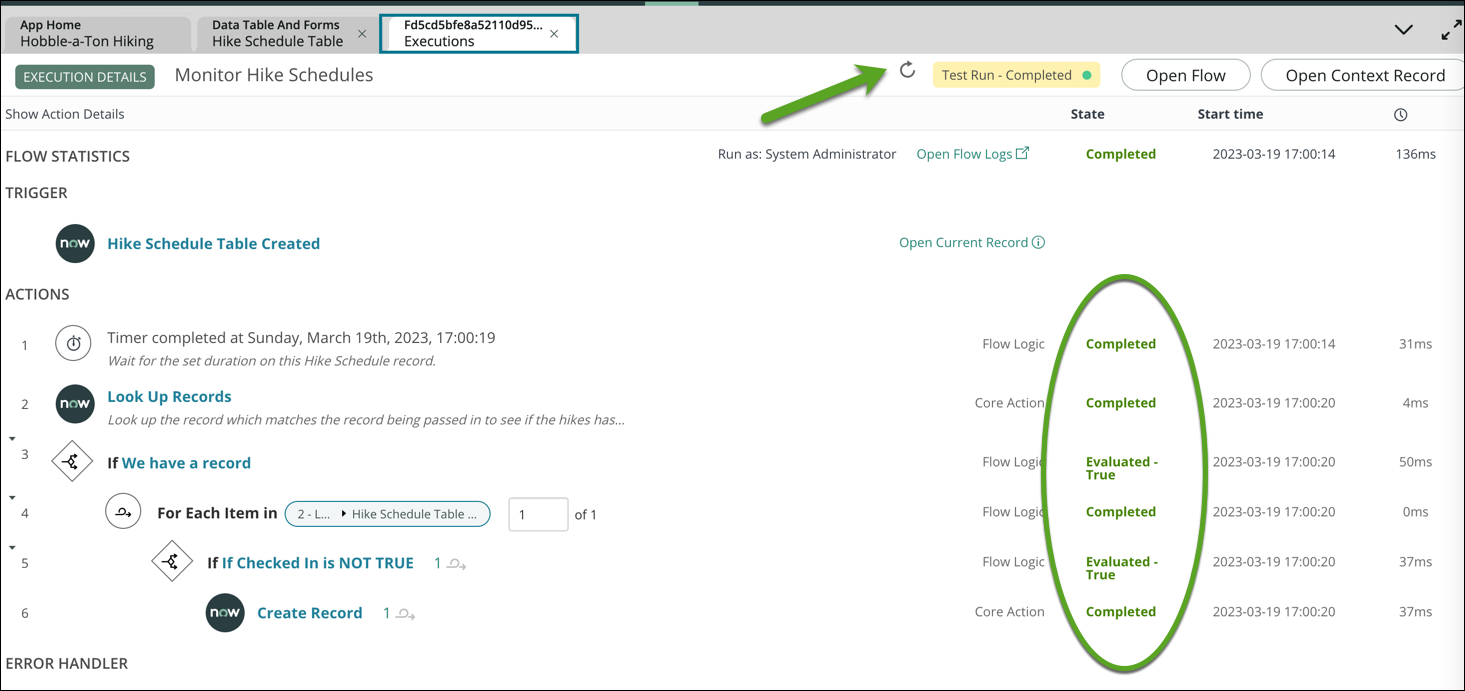 App Home
Hobble-a-Ton Hiking
Data Table And Forms
Hike Schedule Table
Fd5cd5bfe8a52110d95...
Executions
EXECUTION DETAILS Monitor Hike Schedules Test Run - Completed Open Flow Open Context Record
Show Action Details State Start time
FLOW STATISTICS Run as: System Administrator Open Flow Logs Completed 2023-03-19 17:00:14 136ms
TRIGGER
now Hike Schedule Table Created Open Current Record
ACTIONS
1 Timer completed at Sunday, March 19th, 2023, 17:00:19 Flow Logic Completed 2023-03-19 17:00:14 31ms
Wait for the set duration on this Hike Schedule record.
2 now Look Up Records Core Action Completed 2023-03-19 17:00:20 4ms
Look up the record which matches the record being passed in to see if the hikes has...
3 If We have a record Flow Logic Evaluated - True 2023-03-19 17:00:20 50ms
4 For Each Item in 2 - L... Hike Schedule Table ... 1 of 1 Flow Logic Completed 2023-03-19 17:00:20 0ms
5 If If Checked In is NOT TRUE 1 Flow Logic Evaluated - True 2023-03-19 17:00:20 37ms
6 now Create Record 1 Core Action Completed 2023-03-19 17:00:20 37ms
ERROR HANDLER